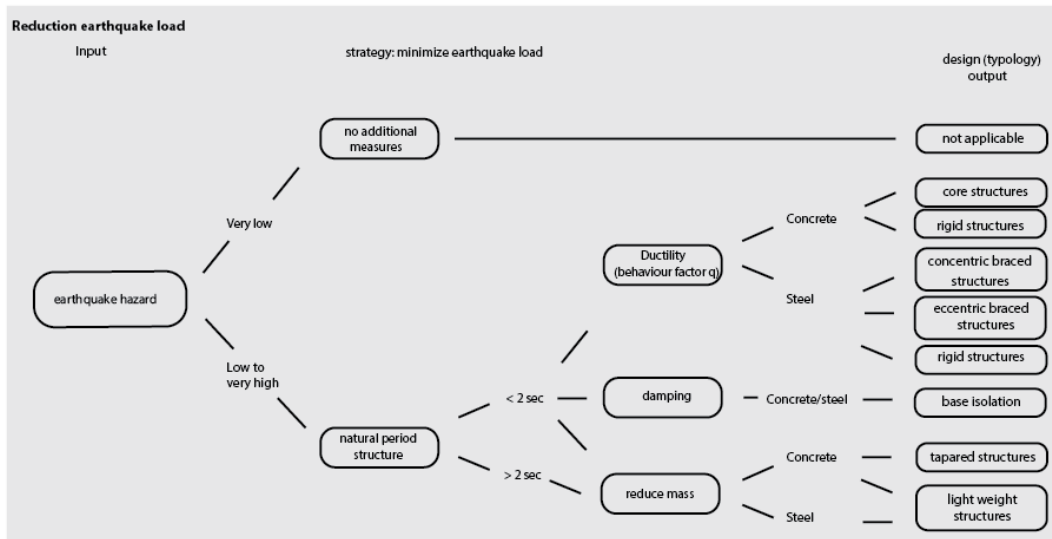 Reduction earthquake load
Input
strategy: minimize earthquake load
design (typology)
output
no additional
measures
not applicable
Very low
core structures
Concrete
rigid structures
Ductility
(behaviour factor q)
concentric braced
structures
Steel
eccentric braced
structures
earthquake hazard
rigid structures
Low to
very high
< 2 sec
damping
Concrete/steel
base isolation
natural period
structure
Concrete
tapared structures
> 2 sec
reduce mass
light weight
structures
Steel